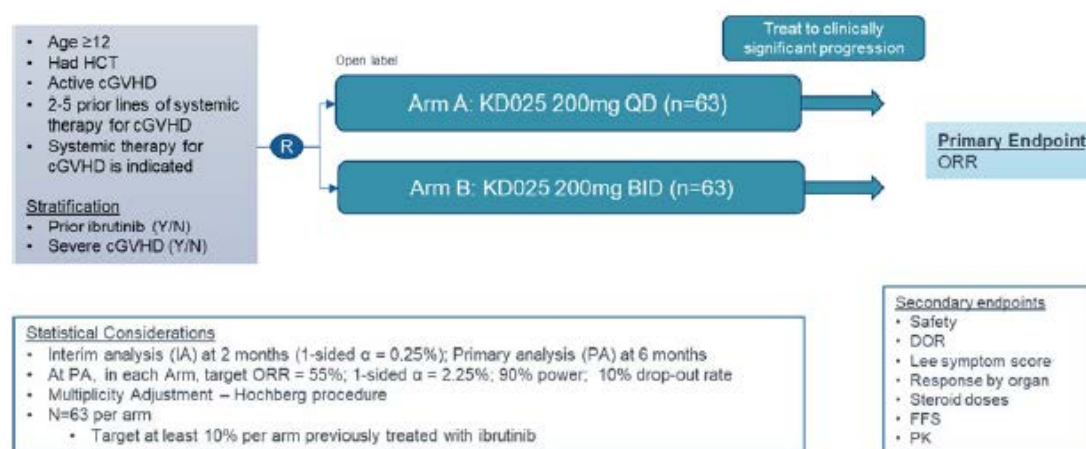 • Age ≥12
• Had HCT
• Active cGVHD
• 2-5 prior lines of systemic
therapy for cGVHD
• Systemic therapy for
cGVHD is indicated
Stratification
• Prior ibrutinib (Y/N)
• Severe cGVHD (Y/N)
R
Open label
Arm A: KD025 200mg QD (n=63)
Arm B: KD025 200mg BID (n=63)
Treat to clinically
significant progression
Primary Endpoint
ORR
Statistical Considerations
• Interim analysis (IA) at 2 months (1-sided α = 0.25%); Primary analysis (PA) at 6 months
• At PA, in each Arm, target ORR = 55%; 1-sided α = 2.25%; 90% power; 10% drop-out rate
• Multiplicity Adjustment – Hochberg procedure
• N=63 per arm
• Target at least 10% per arm previously treated with ibrutinib
Secondary endpoints
• Safety
• DOR
• Lee symptom score
• Response by organ
• Steroid doses
• FFS
• PK